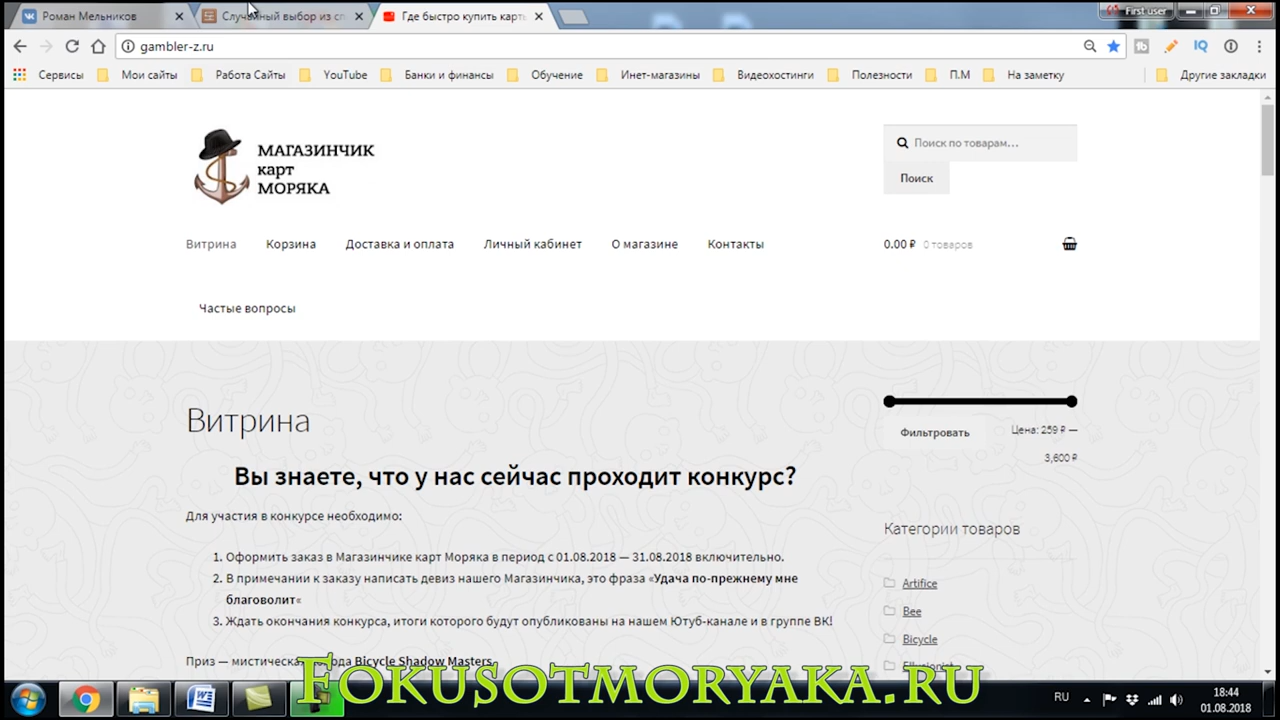 Роман Мельников
Случайный выбор из сп
Где быстро купить карть
First user
gambler-z.ru
Сервисы
Мои сайты
Работа Сайты
YouTube
Банки и финансы
Обучение
Инет-магазины
Видеохостинги
Полезности
П.М
На заметку
Другие закладки
МАГАЗИНЧИК
карт
МОРЯКА
Поиск по товарам…
Поиск
Витрина
Корзина
Доставка и оплата
Личный кабинет
О магазине
Контакты
0.00 ₽ 0 товаров
Частые вопросы
Витрина
Фильтровать
Цена: 259 ₽ —
3,600 ₽
Вы знаете, что у нас сейчас проходит конкурс?
Для участия в конкурсе необходимо:
1. Оформить заказ в Магазинчике карт Моряка в период с 01.08.2018 — 31.08.2018 включительно.
2. В примечании к заказу написать девиз нашего Магазинчика, это фраза «Удача по-прежнему мне
благоволит«
3. Ждать окончания конкурса, итоги которого будут опубликованы на нашем Ютуб-канале и в группе ВК!
Приз — мистическая Bicycle Shadow Masters
Категории товаров
Artifice
Bee
Bicycle
Ellusionist
Fokusotmoryaka.ru
RU
18:44
01.08.2018